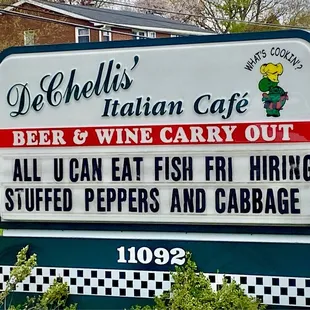 WHAT'S COOKIN'?
DeChellis'
Italian Café
BEER & WINE CARRY OUT
ALL U CAN EAT FISH FRI HIRING
STUFFED PEPPERS AND CABBAGE
11092